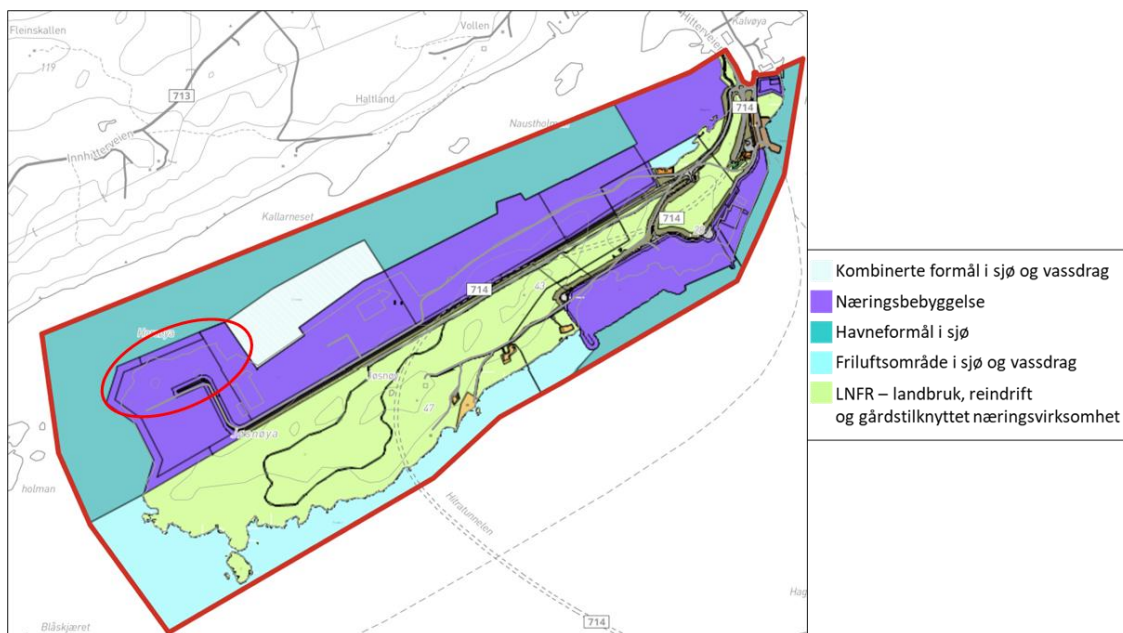 Fleinskallen
119
713
Innhitterveien
Haltland
Vollen
Hitterveien
Kalvøya
714
Naustholmen
Kallarneset
714
714
43
47
Jøsnøya
holman
Hitratunnelen
714
Blåskjæret
Hag
Kombinerte formål i sjø og vassdrag
Næringsbebyggelse
Havneformål i sjø
Friluftsområde i sjø og vassdrag
LNFR – landbruk, reindrift
og gårdstilknyttet næringsvirksomhet